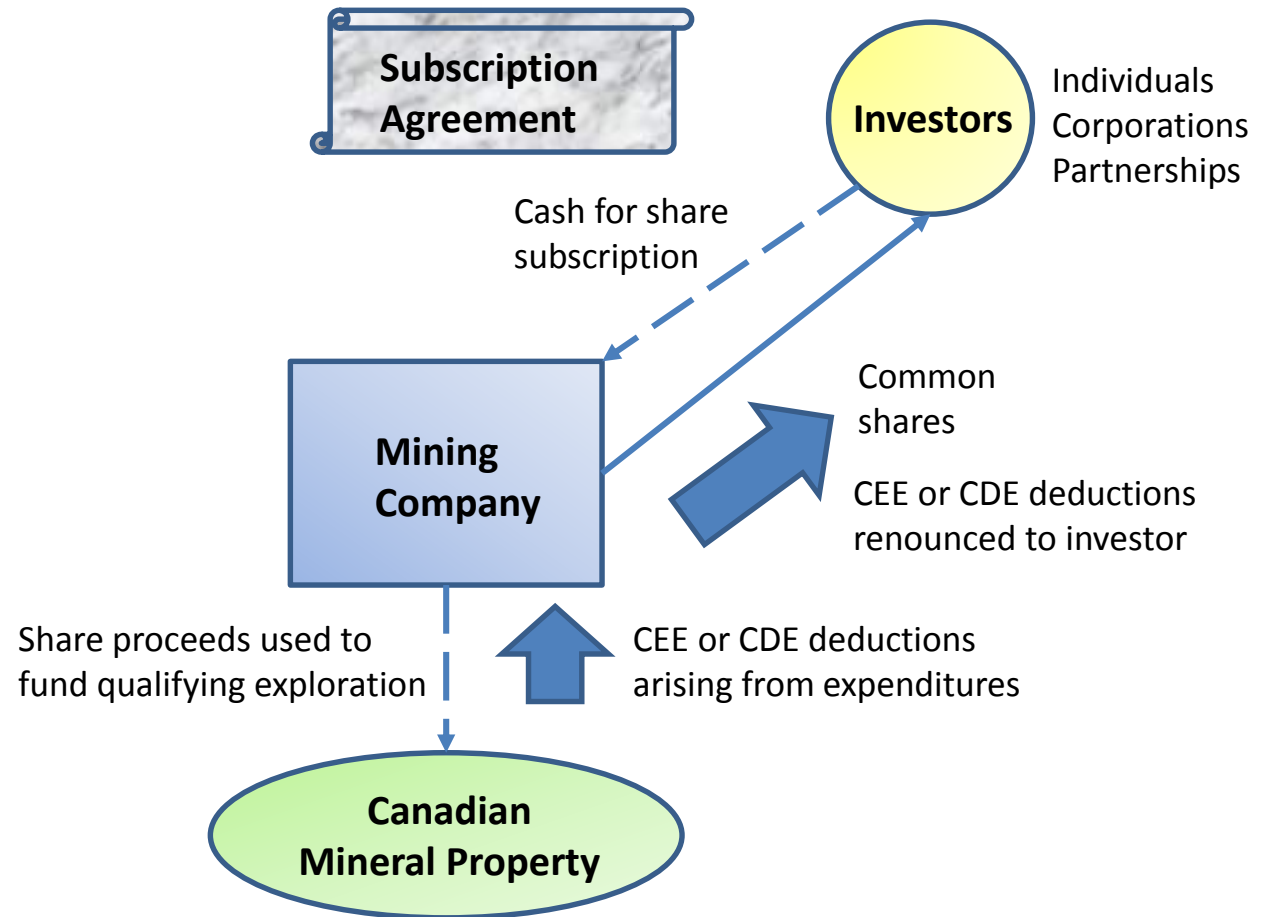 Subscription
Agreement
Investors
Individuals
Corporations
Partnerships
Cash for share
subscription
Mining
Company
Common
shares
CEE or CDE deductions
renounced to investor
Share proceeds used to
fund qualifying exploration
CEE or CDE deductions
arising from expenditures
Canadian
Mineral Property